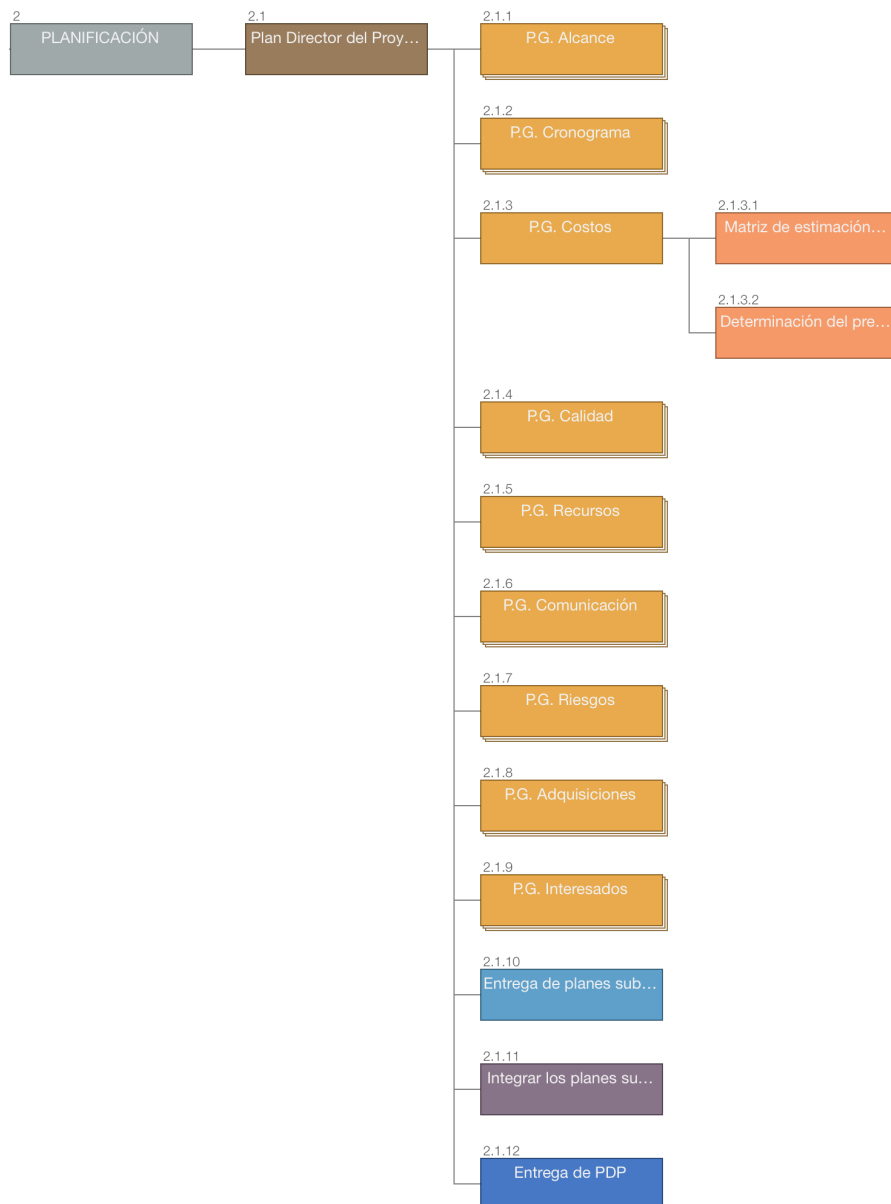 2
PLANIFICACIÓN
2.1
Plan Director del Proy…
2.1.1
P.G. Alcance
2.1.2
P.G. Cronograma
2.1.3
P.G. Costos
2.1.3.1
Matriz de estimación…
2.1.3.2
Determinación del pre…
2.1.4
P.G. Calidad
2.1.5
P.G. Recursos
2.1.6
P.G. Comunicación
2.1.7
P.G. Riesgos
2.1.8
P.G. Adquisiciones
2.1.9
P.G. Interesados
2.1.10
Entrega de planes sub…
2.1.11
Integrar los planes su…
2.1.12
Entrega de PDP